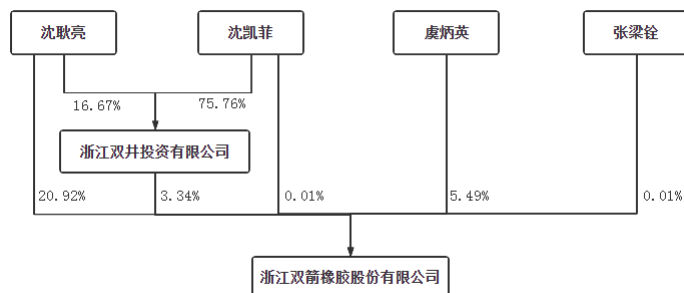 沈耿亮
沈凯菲
虞炳英
张梁铨
16.67%
75.76%
浙江双井投资有限公司
20.92%
3.34%
0.01%
5.49%
0.01%
浙江双箭橡胶股份有限公司